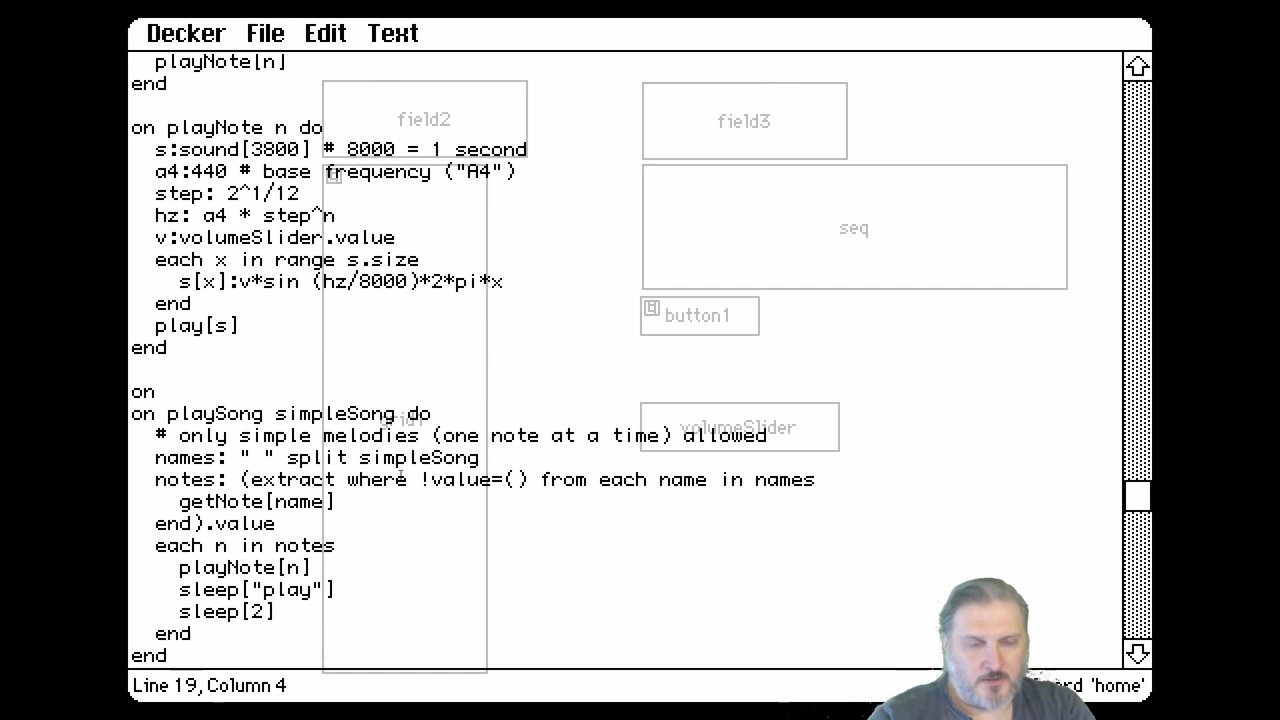 Decker File Edit Text
playNote[n]
end
on playNote n do
s:sound[3800] # 8000 = 1 second
a4:440 # base frequency ("A4")
step: 2^1/12
hz: a4 * step^n
v:volumeSlider.value
each x in range s.size
s[x]:v*sin (hz/8000)*2*pi*x
end
play[s]
end
on
on playSong simpleSong do
# only simple melodies (one note at a time) allowed
names: " " split simpleSong
notes: (extract where !value=() from each name in names
getNote[name]
end).value
each n in notes
playNote[n]
sleep["play"]
sleep[2]
end
end
field2
field3
seq
button1
grid1
volumeSlider
Line 19, Column 4
'home'